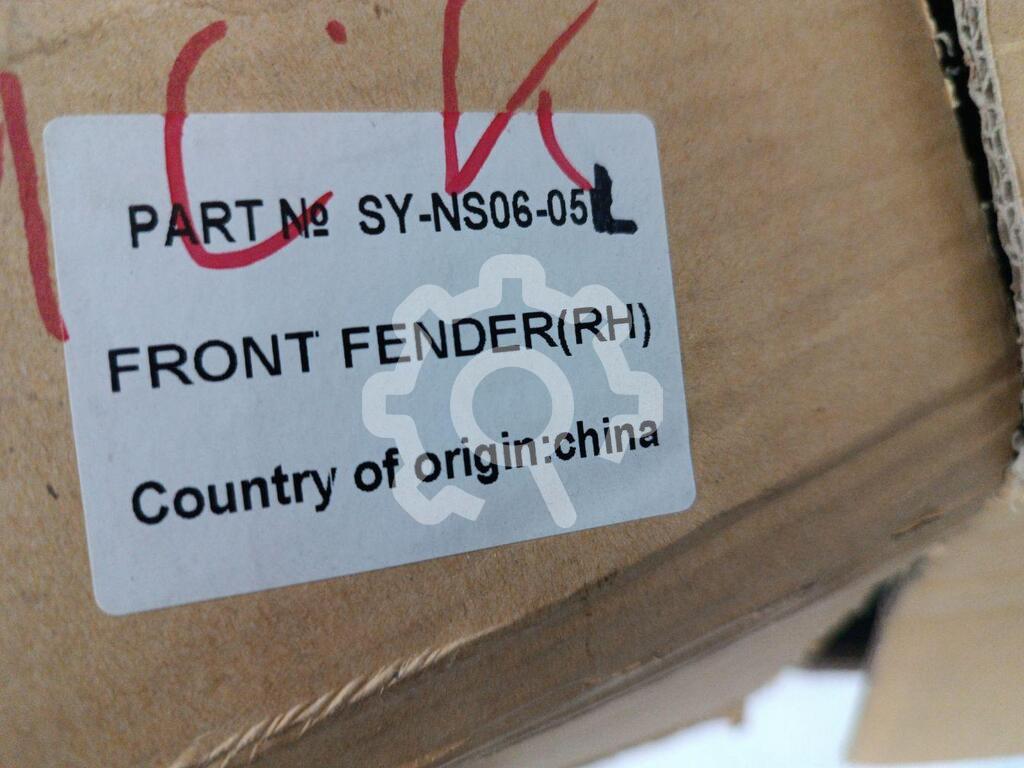 PART № SY-NS06-05L
FRONT FENDER(RH)
Country of origin:china